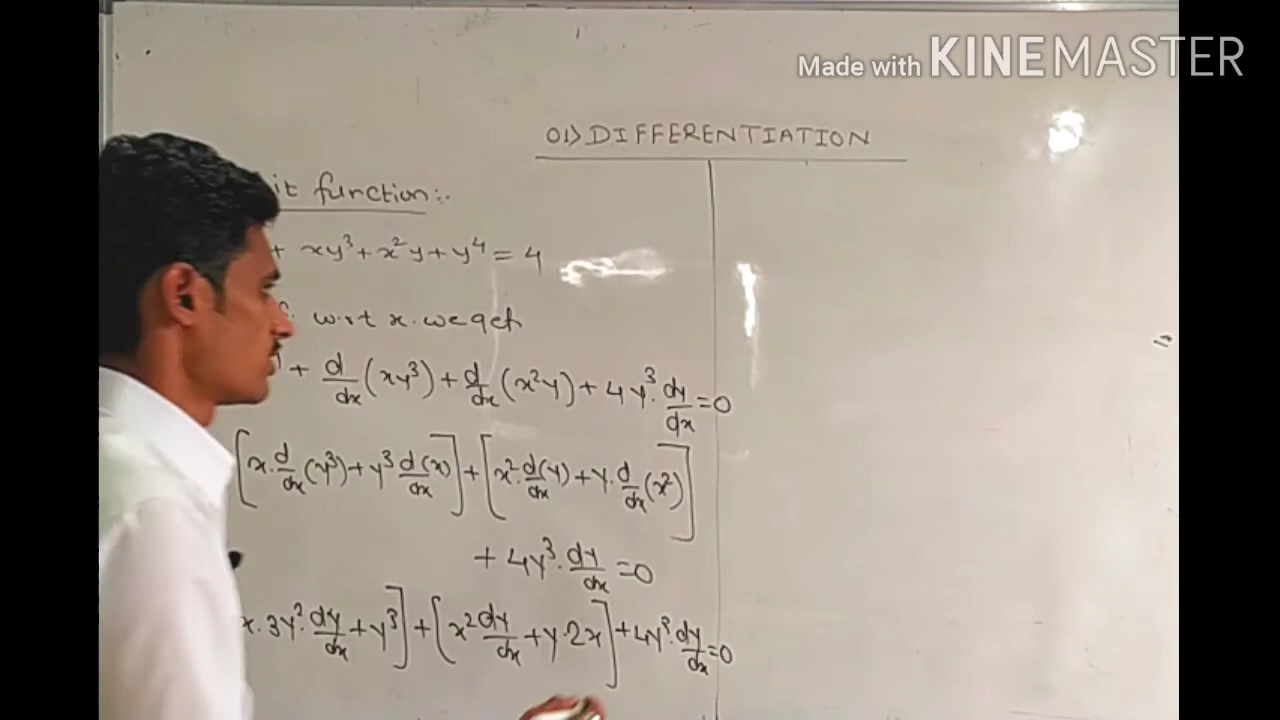 Made with KINEMASTER
01) DIFFERENTIATION
it function:.
+ xy³ + x²y + y⁴ = 4
w.r.t x. we get
+ d/dx (xy³) + d/dx (x²y) + 4y³. dy/dx = 0
[x. d/dx (y³) + y³ d(x)/dx] + [x². d(y)/dx + y. d/dx (x²)]
+ 4y³. dy/dx = 0
x. 3y². dy/dx + y³] + [x² dy/dx + y.2x] + 4y³. dy/dx = 0